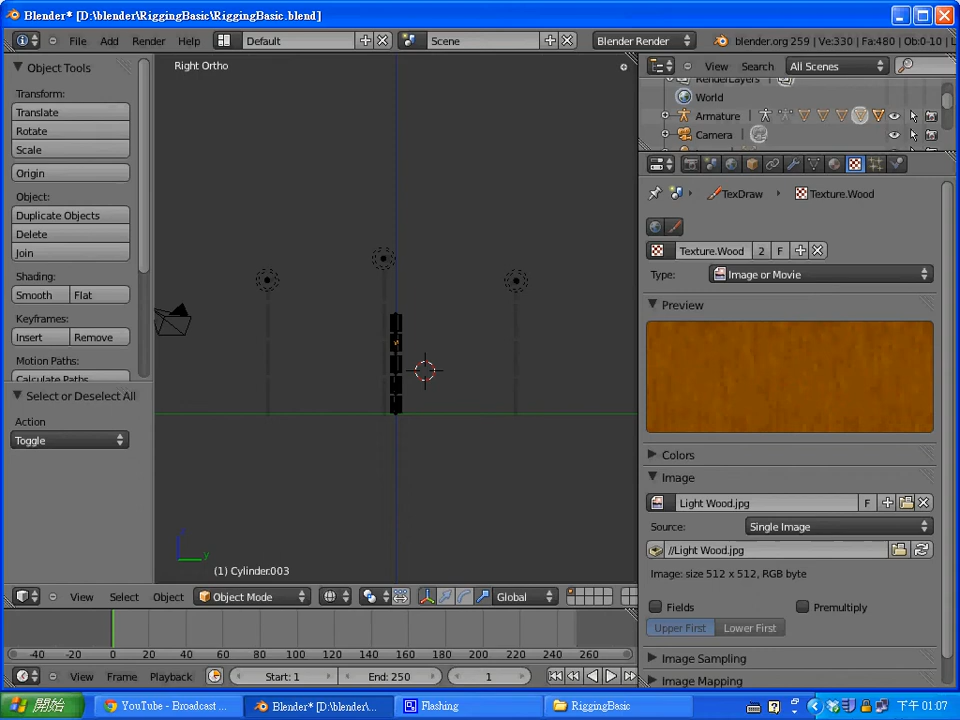 Blender* [D:\blender\RiggingBasic\RiggingBasic.blend]
File Add Render Help Default Scene Blender Render blender.org 259 | Ve:330 | Fa:480 | Ob:0-10 | L
Object Tools
Transform:
Translate
Rotate
Scale
Origin
Object:
Duplicate Objects
Delete
Join
Shading:
Smooth Flat
Keyframes:
Insert Remove
Motion Paths:
Calculate Paths
Select or Deselect All
Action
Toggle
Right Ortho
z
y
(1) Cylinder.003
View Select Object Object Mode Global
-40 -20 0 20 40 60 80 100 120 140 160 180 200 220 240 260
View Frame Playback Start: 1 End: 250 1
View Search All Scenes
RenderLayers
World
Armature
Camera
TexDraw Texture.Wood
Texture.Wood 2 F
Type: Image or Movie
Preview
Colors
Image
Light Wood.jpg F
Source: Single Image
//Light Wood.jpg
Image: size 512 x 512, RGB byte
Fields Premultiply
Upper First Lower First
Image Sampling
Image Mapping
開始 YouTube - Broadcast ... Blender* [D:\blender\... Flashing RiggingBasic 下午 01:07